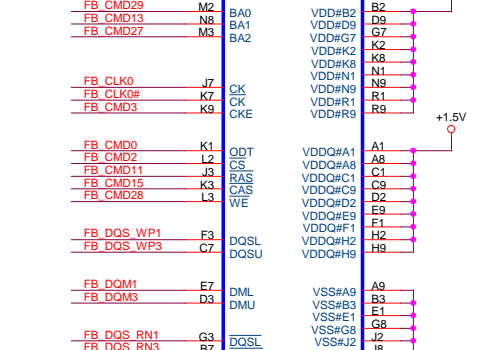 FB_CMD29 M2 BA0 VDD#B2 B2
FB_CMD13 N8 BA1 VDD#D9 D9
FB_CMD27 M3 BA2 VDD#G7 G7
VDD#K2 K2
VDD#K8 K8
VDD#N1 N1
FB_CLK0 J7 CK VDD#N9 N9
FB_CLK0# K7 CK VDD#R1 R1
FB_CMD3 K9 CKE VDD#R9 R9
+1.5V
FB_CMD0 K1 ODT VDDQ#A1 A1
FB_CMD2 L2 CS VDDQ#A8 A8
FB_CMD11 J3 RAS VDDQ#C1 C1
FB_CMD15 K3 CAS VDDQ#C9 C9
FB_CMD28 L3 WE VDDQ#D2 D2
VDDQ#E9 E9
VDDQ#F1 F1
FB_DQS_WP1 F3 DQSL VDDQ#H2 H2
FB_DQS_WP3 C7 DQSU VDDQ#H9 H9
FB_DQM1 E7 DML VSS#A9 A9
FB_DQM3 D3 DMU VSS#B3 B3
VSS#E1 E1
VSS#G8 G8
FB_DQS_RN1 G3 DQSL VSS#J2 J2
FB_DQS_RN3 B7 J8